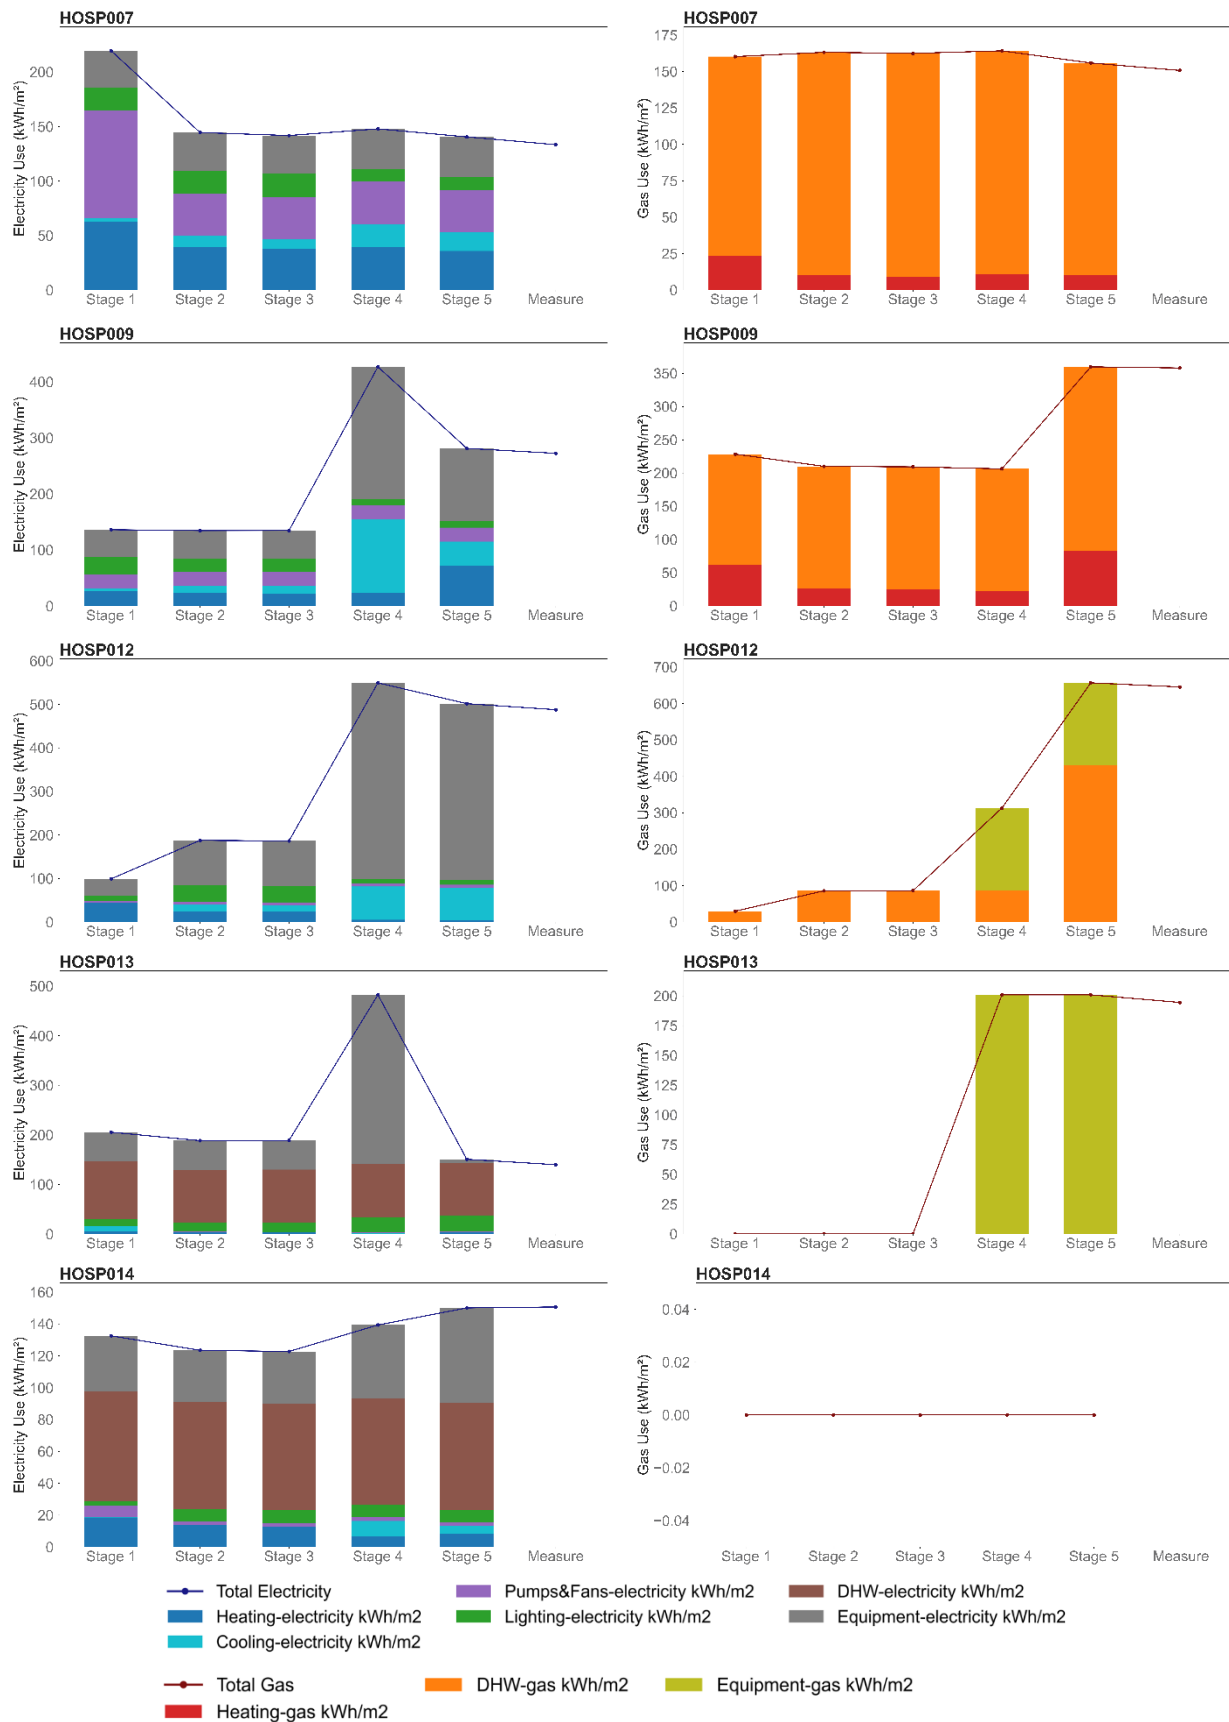 HOSP007
Electricity Use (kWh/m²)
200
150
100
50
0
Stage 1 Stage 2 Stage 3 Stage 4 Stage 5 Measure
HOSP007
Gas Use (kWh/m²)
175
150
125
100
75
50
25
0
Stage 1 Stage 2 Stage 3 Stage 4 Stage 5 Measure
HOSP009
Electricity Use (kWh/m²)
400
300
200
100
0
Stage 1 Stage 2 Stage 3 Stage 4 Stage 5 Measure
HOSP009
Gas Use (kWh/m²)
350
300
250
200
150
100
50
0
Stage 1 Stage 2 Stage 3 Stage 4 Stage 5 Measure
HOSP012
Electricity Use (kWh/m²)
600
500
400
300
200
100
0
Stage 1 Stage 2 Stage 3 Stage 4 Stage 5 Measure
HOSP012
Gas Use (kWh/m²)
700
600
500
400
300
200
100
0
Stage 1 Stage 2 Stage 3 Stage 4 Stage 5 Measure
HOSP013
Electricity Use (kWh/m²)
500
400
300
200
100
0
Stage 1 Stage 2 Stage 3 Stage 4 Stage 5 Measure
HOSP013
Gas Use (kWh/m²)
200
175
150
125
100
75
50
25
0
Stage 1 Stage 2 Stage 3 Stage 4 Stage 5 Measure
HOSP014
Electricity Use (kWh/m²)
160
140
120
100
80
60
40
20
0
Stage 1 Stage 2 Stage 3 Stage 4 Stage 5 Measure
HOSP014
Gas Use (kWh/m²)
0.04
0.02
0.00
−0.02
−0.04
Stage 1 Stage 2 Stage 3 Stage 4 Stage 5 Measure
Total Electricity Pumps&Fans-electricity kWh/m2 DHW-electricity kWh/m2
Heating-electricity kWh/m2 Lighting-electricity kWh/m2 Equipment-electricity kWh/m2
Cooling-electricity kWh/m2
Total Gas DHW-gas kWh/m2 Equipment-gas kWh/m2
Heating-gas kWh/m2